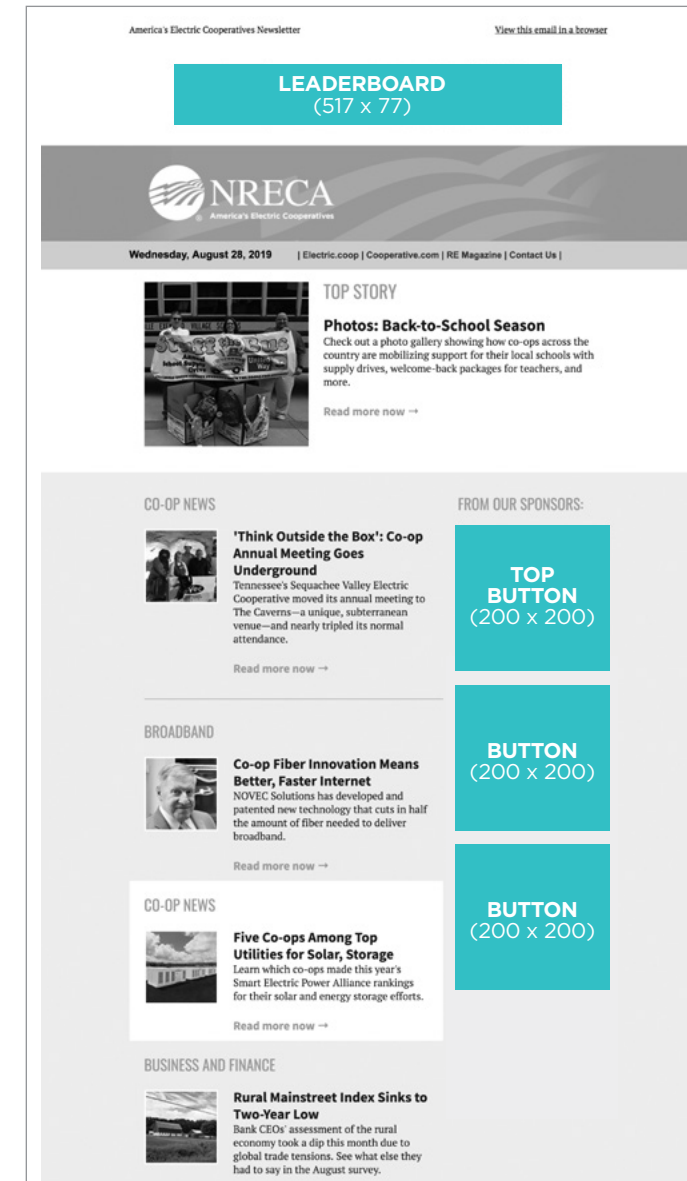 America's Electric Cooperatives Newsletter
View this email in a browser
LEADERBOARD
(517 x 77)
NRECA
®
America's Electric Cooperatives
Wednesday, August 28, 2019
| Electric.coop | Cooperative.com | RE Magazine | Contact Us |
TOP STORY
Photos: Back-to-School Season
Check out a photo gallery showing how co-ops across the
country are mobilizing support for their local schools with
supply drives, welcome-back packages for teachers, and
more.
Read more now →
CO-OP NEWS
'Think Outside the Box': Co-op
Annual Meeting Goes
Underground
Tennessee's Sequachee Valley Electric
Cooperative moved its annual meeting to
The Caverns—a unique, subterranean
venue—and nearly tripled its normal
attendance.
Read more now →
BROADBAND
Co-op Fiber Innovation Means
Better, Faster Internet
NOVEC Solutions has developed and
patented new technology that cuts in half
the amount of fiber needed to deliver
broadband.
Read more now →
CO-OP NEWS
Five Co-ops Among Top
Utilities for Solar, Storage
Learn which co-ops made this year's
Smart Electric Power Alliance rankings
for their solar and energy storage efforts.
Read more now →
BUSINESS AND FINANCE
Rural Mainstreet Index Sinks to
Two-Year Low
Bank CEOs' assessment of the rural
economy took a dip this month due to
global trade tensions. See what else they
had to say in the August survey.
FROM OUR SPONSORS:
TOP
BUTTON
(200 x 200)
BUTTON
(200 x 200)
BUTTON
(200 x 200)